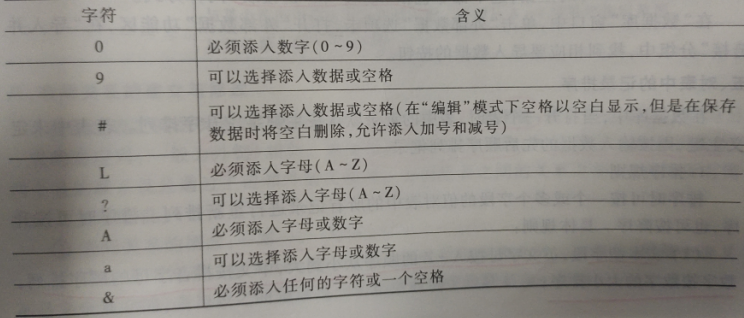 字符 含义
0 必须添入数字(0~9)
9 可以选择添入数据或空格
# 可以选择添入数据或空格(在“编辑”模式下空格以空白显示,但是在保存
数据时将空白删除,允许添入加号和减号)
L 必须添入字母(A~Z)
? 可以选择添入字母(A~Z)
A 必须添入字母或数字
a 可以选择添入字母或数字
& 必须添入任何的字符或一个空格